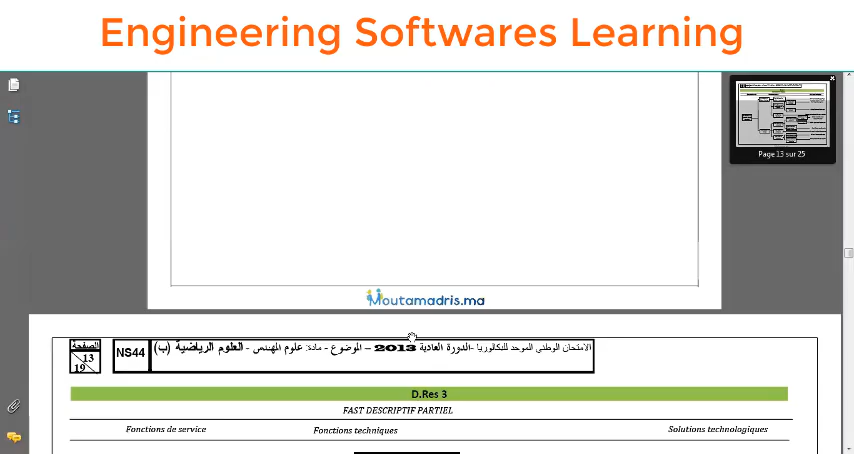 Engineering Softwares Learning
Page 13 sur 25
Moutamadris.ma
الصفحة
13
19
NS44
الامتحان الوطني الموحد للبكالوريا -الدورة العادية 2013 – الموضوع - مادة: علوم المهندس - العلوم الرياضية (ب)
D.Res 3
FAST DESCRIPTIF PARTIEL
Fonctions de service
Fonctions techniques
Solutions technologiques